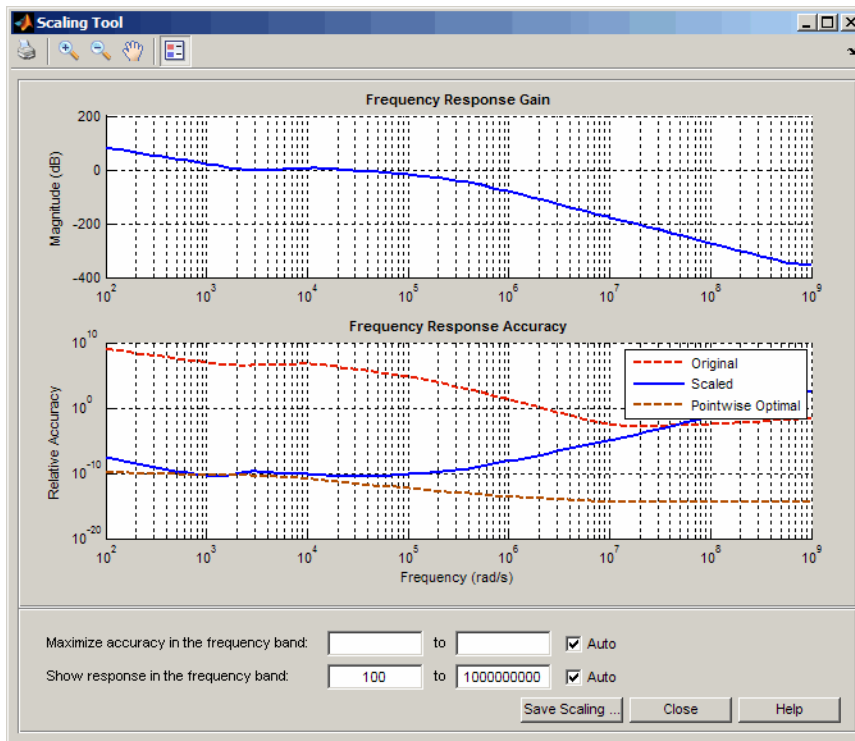 Scaling Tool
Frequency Response Gain
Magnitude (dB)
200
0
-200
-400
10^2 10^3 10^4 10^5 10^6 10^7 10^8 10^9
Frequency Response Accuracy
Relative Accuracy
10^10
10^0
10^-10
10^-20
Original
Scaled
Pointwise Optimal
10^2 10^3 10^4 10^5 10^6 10^7 10^8 10^9
Frequency (rad/s)
Maximize accuracy in the frequency band: to Auto
Show response in the frequency band: 100 to 1000000000 Auto
Save Scaling ... Close Help